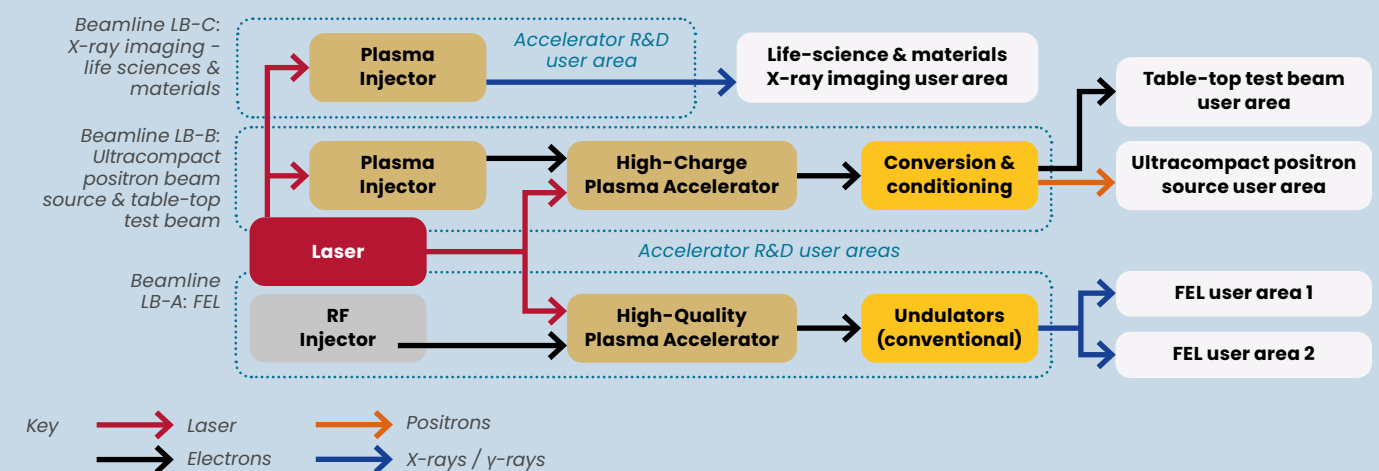 Beamline LB-C:
X-ray imaging -
life sciences &
materials
Plasma
Injector
Accelerator R&D
user area
Life-science & materials
X-ray imaging user area
Table-top test beam
user area
Beamline LB-B:
Ultracompact
positron beam
source & table-top
test beam
Plasma
Injector
High-Charge
Plasma Accelerator
Conversion &
conditioning
Ultracompact positron
source user area
Laser
Accelerator R&D user areas
Beamline
LB-A: FEL
RF
Injector
High-Quality
Plasma Accelerator
Undulators
(conventional)
FEL user area 1
FEL user area 2
Key
Laser
Positrons
Electrons
X-rays / γ-rays